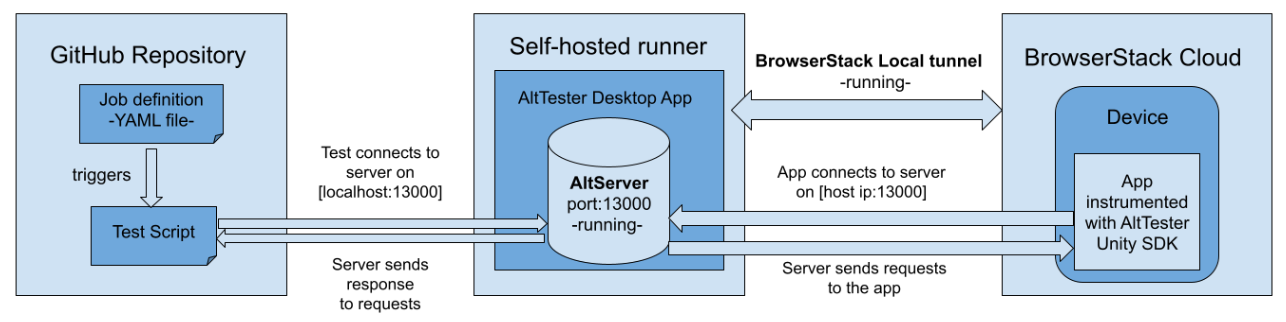 GitHub Repository
Job definition
-YAML file-
triggers
Test Script
Test connects to
server on
[localhost:13000]
Server sends
response
to requests
Self-hosted runner
AltTester Desktop App
AltServer
port:13000
-running-
BrowserStack Local tunnel
-running-
App connects to server
on [host ip:13000]
Server sends requests
to the app
BrowserStack Cloud
Device
App
instrumented
with AltTester
Unity SDK